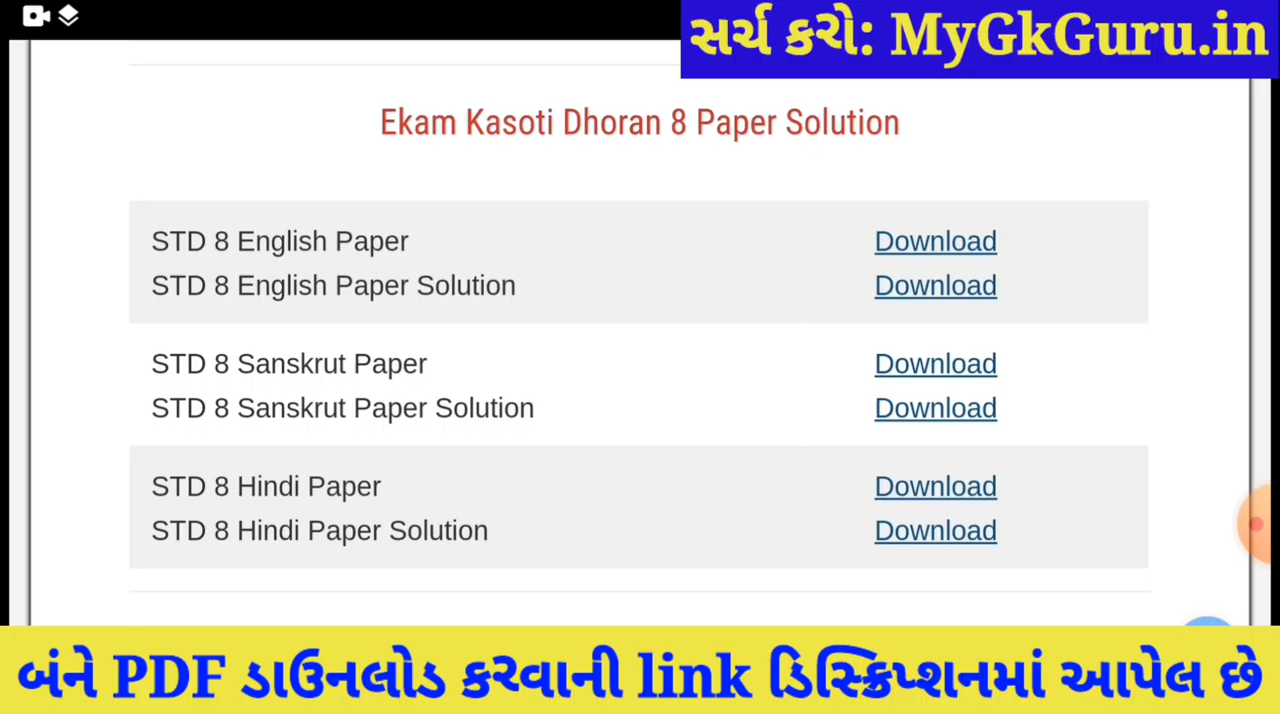 સર્ચ કરો: MyGkGuru.in
Ekam Kasoti Dhoran 8 Paper Solution
STD 8 English Paper Download
STD 8 English Paper Solution Download
STD 8 Sanskrut Paper Download
STD 8 Sanskrut Paper Solution Download
STD 8 Hindi Paper Download
STD 8 Hindi Paper Solution Download
બંને PDF ડાઉનલોડ કરવાની link ડિસ્ક્રિપ્શનમાં આપેલ છે